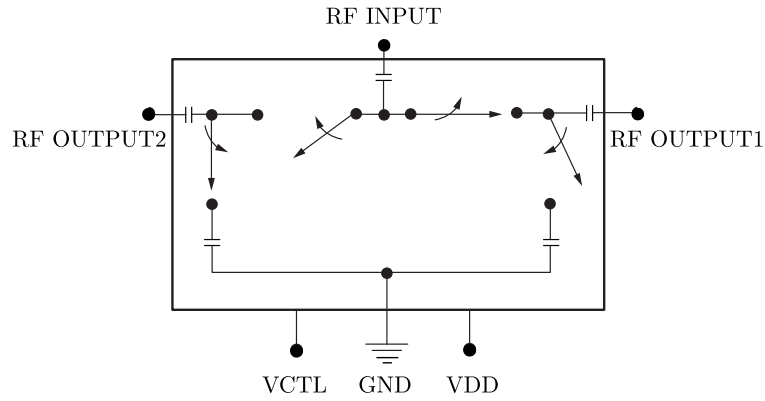 RF INPUT
RF OUTPUT2
RF OUTPUT1
VCTL
GND
VDD